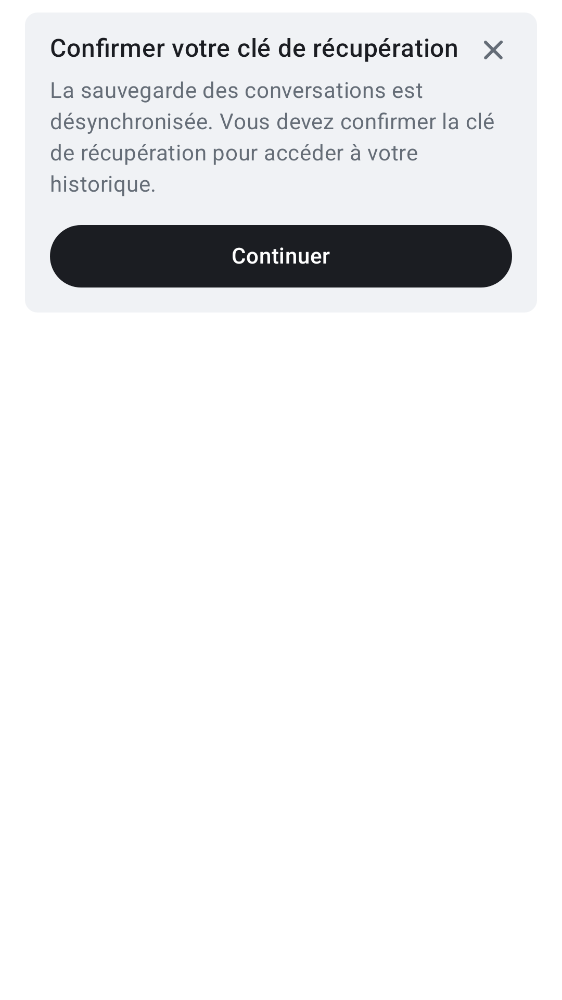 Confirmer votre clé de récupération
La sauvegarde des conversations est
désynchronisée. Vous devez confirmer la clé
de récupération pour accéder à votre
historique.
Continuer